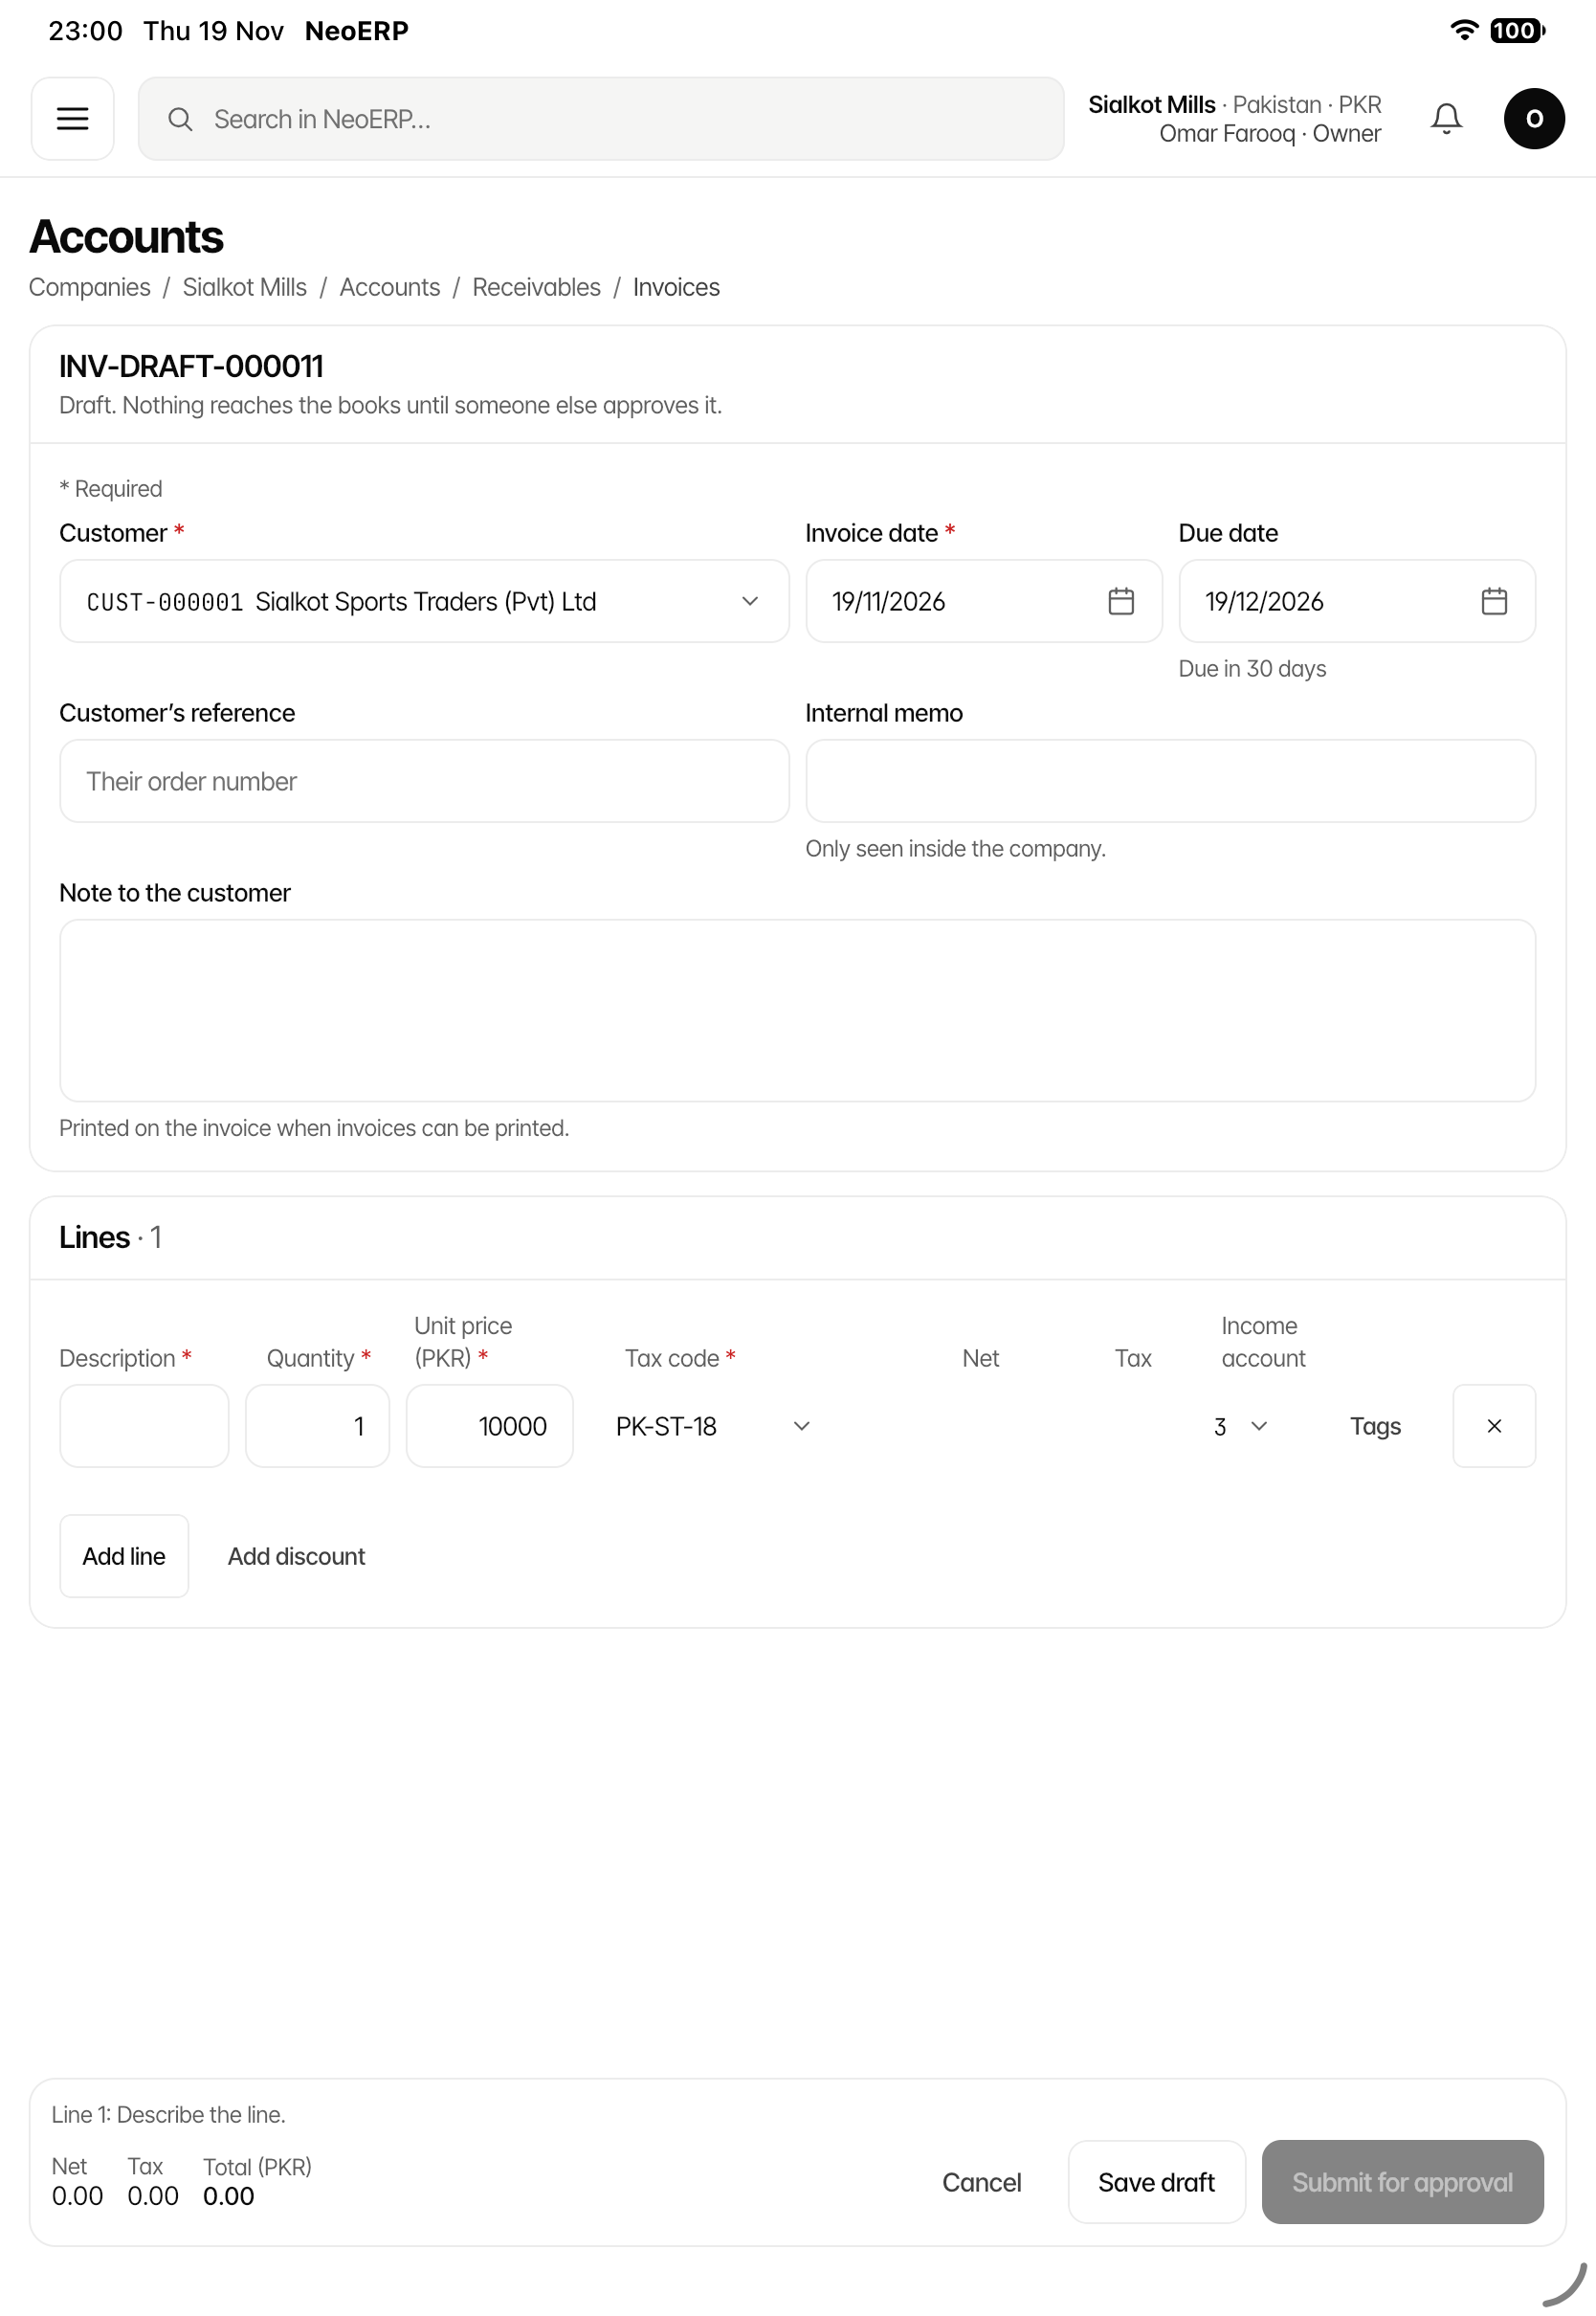 23:00 Thu 19 Nov NeoERP
100
Search in NeoERP...
Sialkot Mills · Pakistan · PKR
Omar Farooq · Owner
O
Accounts
Companies / Sialkot Mills / Accounts / Receivables / Invoices
INV-DRAFT-000011
Draft. Nothing reaches the books until someone else approves it.
* Required
Customer * Invoice date * Due date
CUST-000001 Sialkot Sports Traders (Pvt) Ltd 19/11/2026 19/12/2026
Due in 30 days
Customer’s reference Internal memo
Their order number
Only seen inside the company.
Note to the customer
Printed on the invoice when invoices can be printed.
Lines · 1
Description * Quantity * Unit price (PKR) * Tax code * Net Tax Income account
1 10000 PK-ST-18 3 Tags
Add line Add discount
Line 1: Describe the line.
Net Tax Total (PKR)
0.00 0.00 0.00
Cancel Save draft Submit for approval